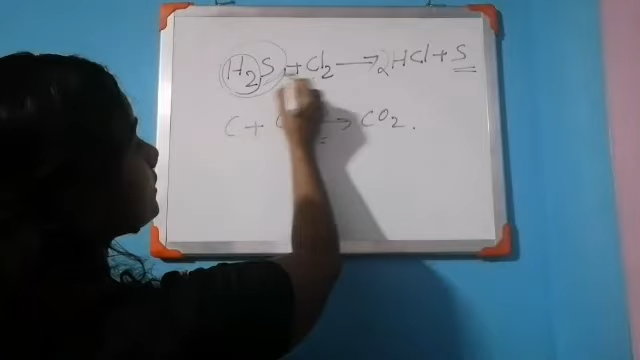 H₂S + Cl₂ → 2HCl + S
C + → CO₂.